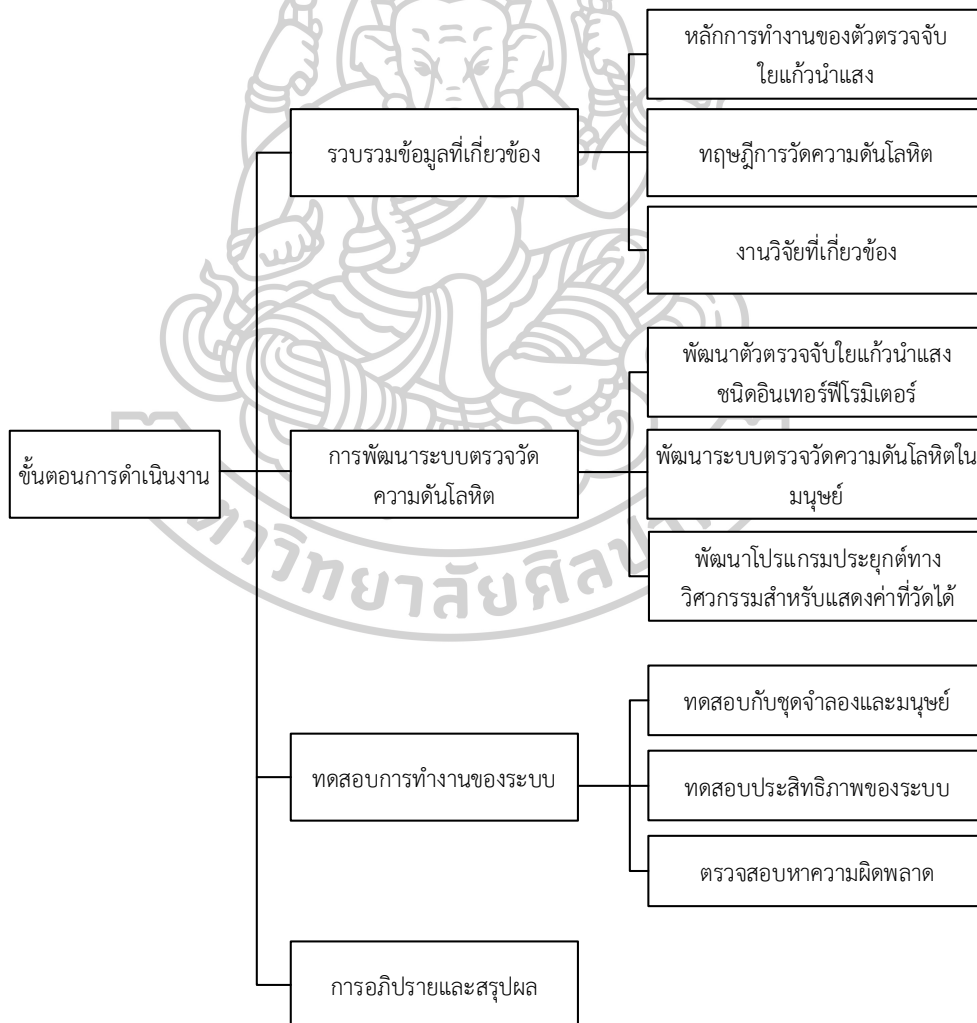 ขั้นตอนการดำเนินงาน
รวบรวมข้อมูลที่เกี่ยวข้อง
หลักการทำงานของตัวตรวจจับ
ใยแก้วนำแสง
ทฤษฎีการวัดความดันโลหิต
งานวิจัยที่เกี่ยวข้อง
การพัฒนาระบบตรวจวัด
ความดันโลหิต
พัฒนาตัวตรวจจับใยแก้วนำแสง
ชนิดอินเทอร์ฟีโรมิเตอร์
พัฒนาระบบตรวจวัดความดันโลหิตใน
มนุษย์
พัฒนาโปรแกรมประยุกต์ทาง
วิศวกรรมสำหรับแสดงค่าที่วัดได้
ทดสอบการทำงานของระบบ
ทดสอบกับชุดจำลองและมนุษย์
ทดสอบประสิทธิภาพของระบบ
ตรวจสอบหาความผิดพลาด
การอภิปรายและสรุปผล